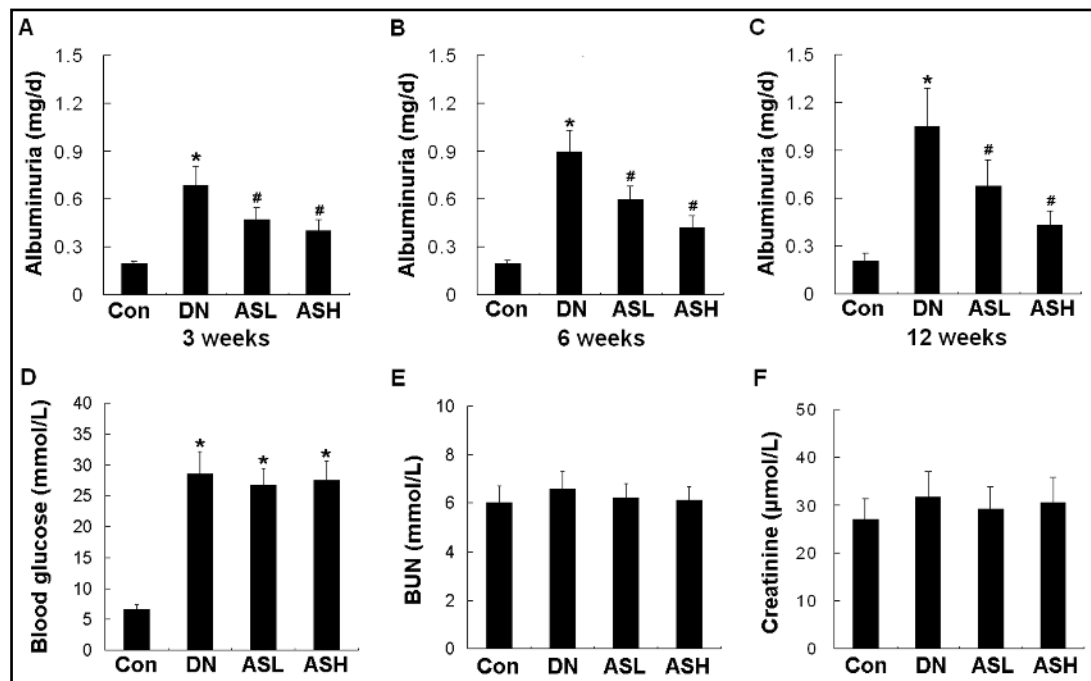 A
Albuminuria (mg/d)
1.5
1.2
0.9
0.6
0.3
0
*
#
#
Con DN ASL ASH
3 weeks
B
Albuminuria (mg/d)
1.5
1.2
0.9
0.6
0.3
0
*
#
#
Con DN ASL ASH
6 weeks
C
Albuminuria (mg/d)
1.5
1.2
0.9
0.6
0.3
0
*
#
#
Con DN ASL ASH
12 weeks
D
Blood glucose (mmol/L)
40
35
30
25
20
15
10
5
0
* * *
Con DN ASL ASH
E
BUN (mmol/L)
10
8
6
4
2
0
Con DN ASL ASH
F
Creatinine (μmol/L)
50
40
30
20
10
0
Con DN ASL ASH